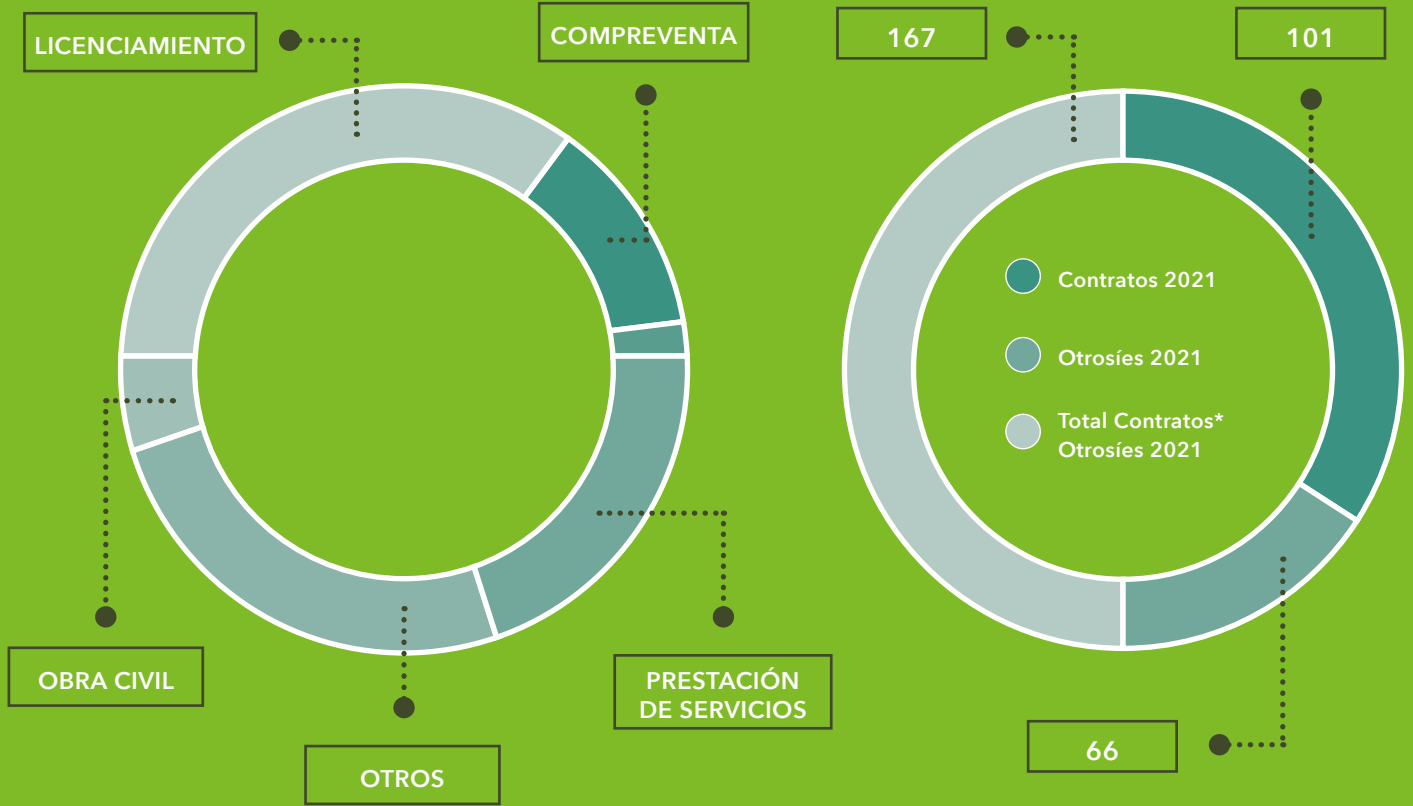 LICENCIAMIENTO
COMPREVENTA
OBRA CIVIL
OTROS
PRESTACIÓN
DE SERVICIOS
167
101
Contratos 2021
Otrosíes 2021
Total Contratos*
Otrosíes 2021
66